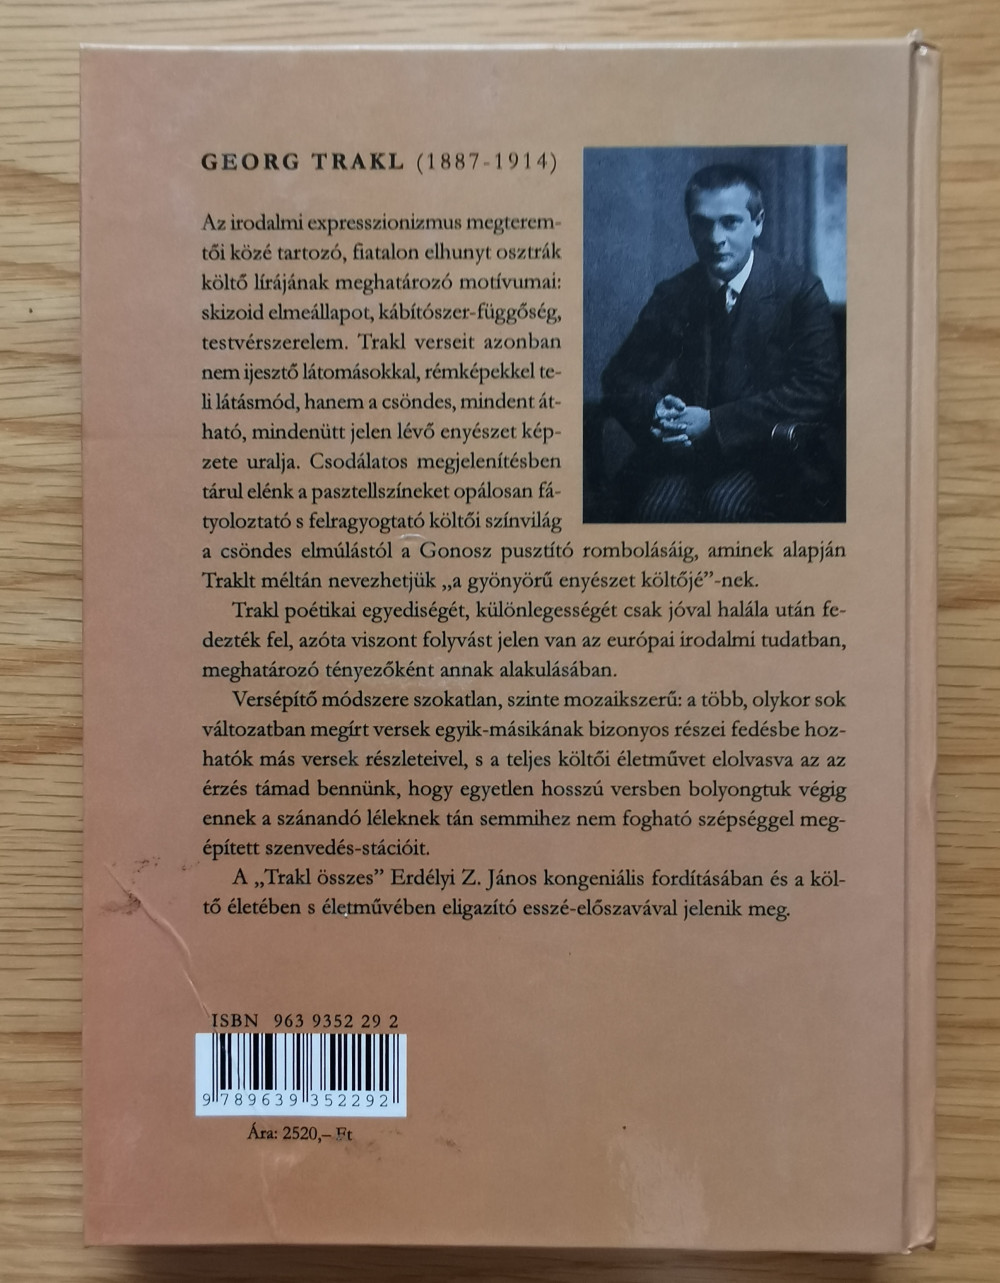 GEORG TRAKL (1887-1914)
Az irodalmi expresszionizmus megterem-
tői közé tartozó, fiatalon elhunyt osztrák
költő lírájának meghatározó motívumai:
skizoid elmeállapot, kábítószer-függőség,
testvérszerelem. Trakl verseit azonban
nem ijesztő látomásokkal, rémképekkel te-
li látásmód, hanem a csöndes, mindent át-
ható, mindenütt jelen lévő enyészet kép-
zete uralja. Csodálatos megjelenítésben
tárul elénk a pasztellszíneket opálosan fá-
tyoloztató s felragyogtató költői színvilág
a csöndes elmúlástól a Gonosz pusztító rombolásáig, aminek alapján
Traklt méltán nevezhetjük „a gyönyörű enyészet költőjé”-nek.
Trakl poétikai egyediségét, különlegességét csak jóval halála után fe-
dezték fel, azóta viszont folyvást jelen van az európai irodalmi tudatban,
meghatározó tényezőként annak alakulásában.
Versépítő módszere szokatlan, szinte mozaikszerű: a több, olykor sok
változatban megírt versek egyik-másikának bizonyos részei fedésbe hoz-
hatók más versek részleteivel, s a teljes költői életművet elolvasva az az
érzés támad bennünk, hogy egyetlen hosszú versben bolyongtuk végig
ennek a szánandó léleknek tán semmihez nem fogható szépséggel meg-
épített szenvedés-stációit.
A „Trakl összes” Erdélyi Z. János kongeniális fordításában és a köl-
tő életében s életművében eligazító esszé-előszavával jelenik meg.
ISBN 963 9352 29 2
9 789639 352292
Ára: 2520,– Ft